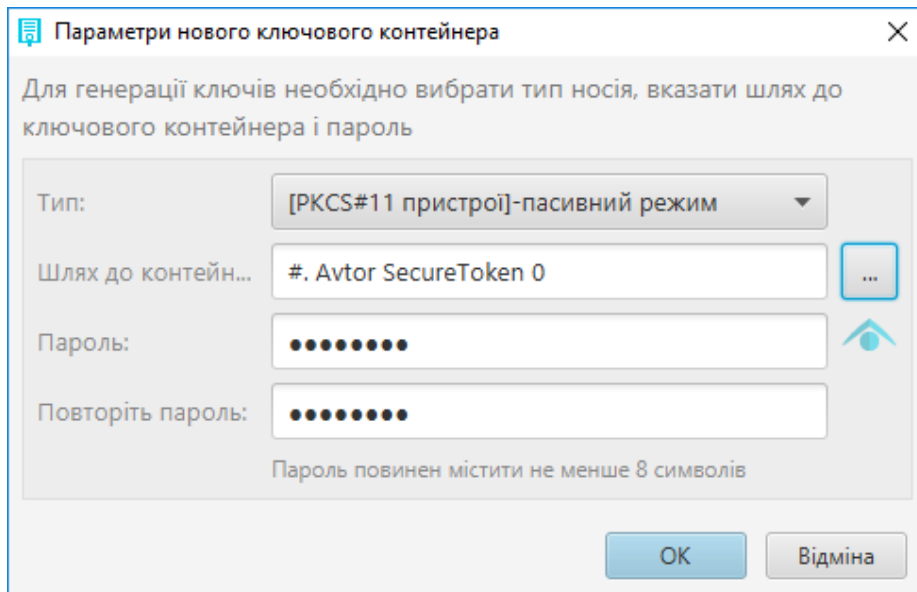 Параметри нового ключового контейнера
Для генерації ключів необхідно вибрати тип носія, вказати шлях до
ключового контейнера і пароль
Тип: [PKCS#11 пристрої]-пасивний режим
Шлях до контейн... #. Avtor SecureToken 0 ...
Пароль: ●●●●●●●●
Повторіть пароль: ●●●●●●●●
Пароль повинен містити не менше 8 символів
OK Відміна